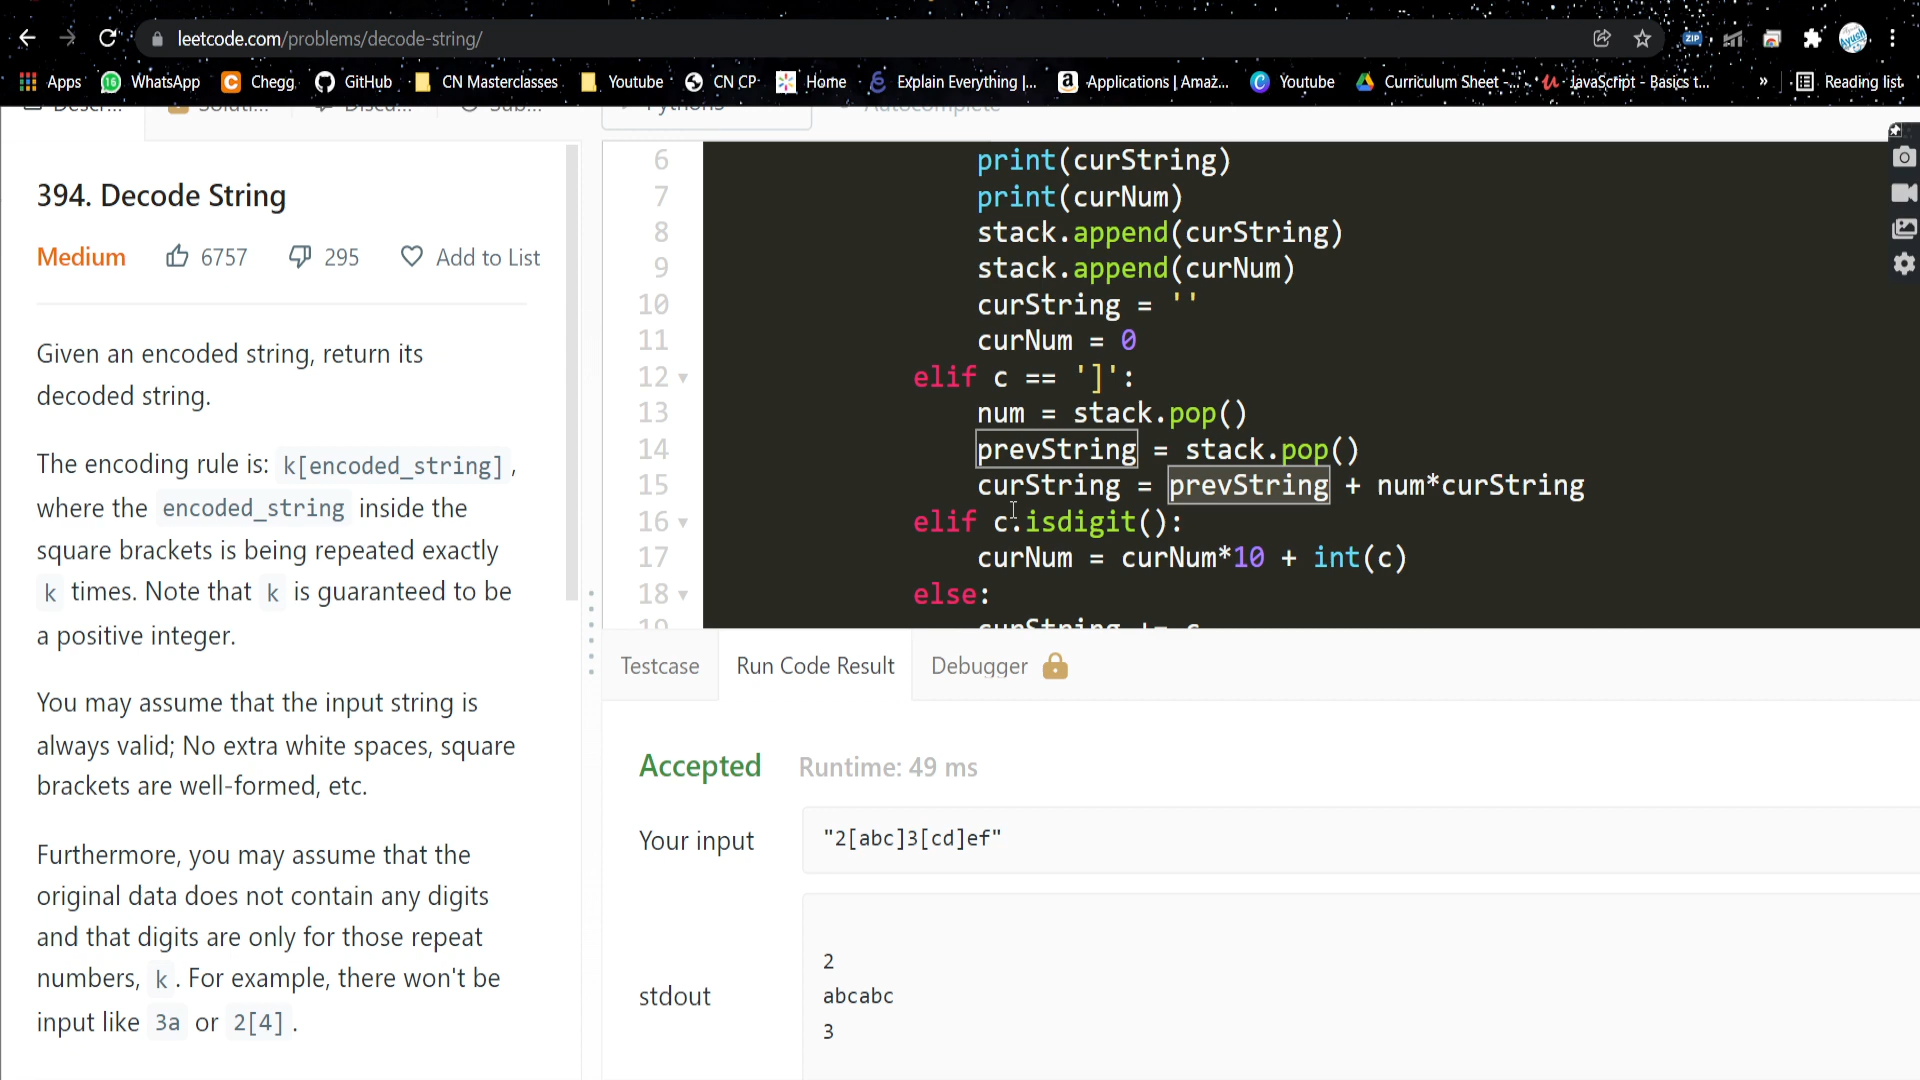 leetcode.com/problems/decode-string/
Apps WhatsApp Chegg GitHub CN Masterclasses Youtube CN CP Home Explain Everything |... Applications | Amaz... Youtube Curriculum Sheet -... JavaScript - Basics t... » Reading list
394. Decode String
Medium 6757 295 Add to List
Given an encoded string, return its
decoded string.
The encoding rule is: k[encoded_string] ,
where the encoded_string inside the
square brackets is being repeated exactly
k times. Note that k is guaranteed to be
a positive integer.
You may assume that the input string is
always valid; No extra white spaces, square
brackets are well-formed, etc.
Furthermore, you may assume that the
original data does not contain any digits
and that digits are only for those repeat
numbers, k . For example, there won't be
input like 3a or 2[4] .
6 print(curString)
7 print(curNum)
8 stack.append(curString)
9 stack.append(curNum)
10 curString = ''
11 curNum = 0
12 elif c == ']':
13 num = stack.pop()
14 prevString = stack.pop()
15 curString = prevString + num*curString
16 elif c.isdigit():
17 curNum = curNum*10 + int(c)
18 else:
19 curString += c
Testcase Run Code Result Debugger
Accepted Runtime: 49 ms
Your input "2[abc]3[cd]ef"
stdout
2
abcabc
3